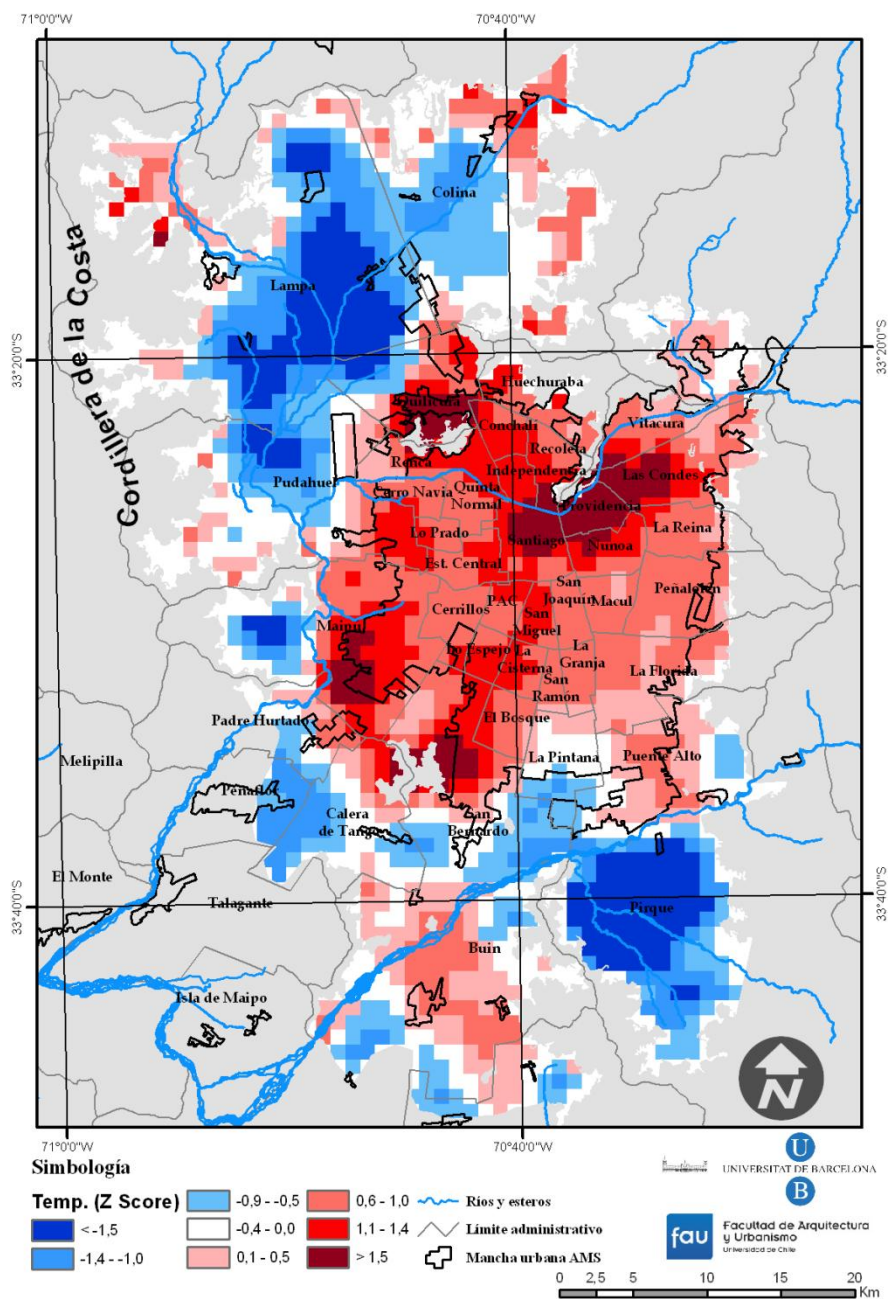 71°0'0"W
70°40'0"W
Colina
Cordillera de la Costa
Lampa
33°20'0"S
33°20'0"S
Huechuraba
Quilicura
Conchalí
Vitacura
Recoleta
Renca
Independencia
Las Condes
Pudahuel
Quinta
Normal
Cerro Navia
Providencia
Lo Prado
Santiago
La Reina
Ñuñoa
Est. Central
San
Joaquín
Peñalolén
PAC
Macul
Cerrillos
San
Miguel
Maipú
Lo Espejo
La
Cisterna
La
Granja
La Florida
San
Ramón
Padre Hurtado
El Bosque
Melipilla
La Pintana
Puente Alto
Peñaflor
Calera
de Tango
San
Bernardo
El Monte
Talagante
Pirque
33°40'0"S
33°40'0"S
Buin
Isla de Maipo
N
71°0'0"W
70°40'0"W
Simbología
Temp. (Z Score)
< -1,5
-1,4 - -1,0
-0,9 - -0,5
-0,4 - 0,0
0,1 - 0,5
0,6 - 1,0
1,1 - 1,4
> 1,5
Ríos y esteros
Límite administrativo
Mancha urbana AMS
U
UNIVERSITAT DE BARCELONA
B
fau
Facultad de Arquitectura
y Urbanismo
Universidad de Chile
0 2,5 5 10 15 20
Km